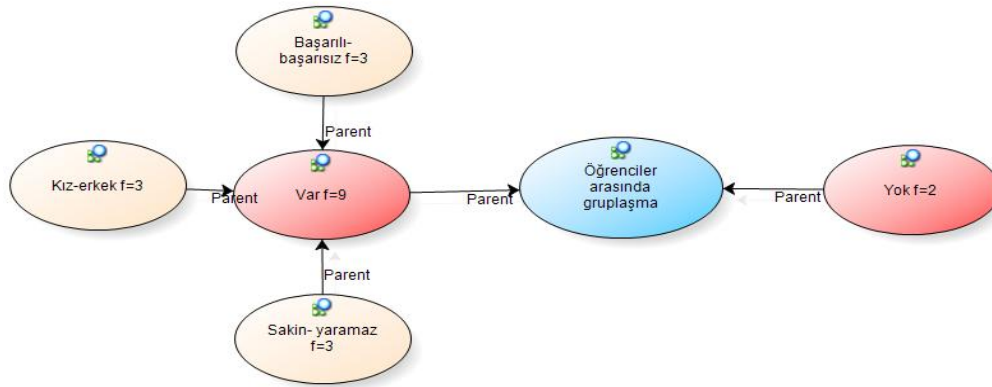 Başarılı-
başarısız f=3
Parent
Kız-erkek f=3
Parent
Var f=9
Parent
Öğrenciler
arasında
gruplaşma
Parent
Yok f=2
Parent
Sakin- yaramaz
f=3